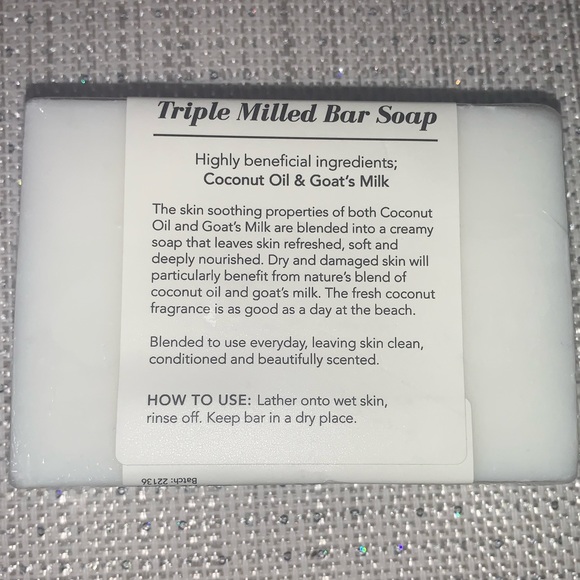 Triple Milled Bar Soap
Highly beneficial ingredients;
Coconut Oil & Goat's Milk
The skin soothing properties of both Coconut
Oil and Goat's Milk are blended into a creamy
soap that leaves skin refreshed, soft and
deeply nourished. Dry and damaged skin will
particularly benefit from nature's blend of
coconut oil and goat's milk. The fresh coconut
fragrance is as good as a day at the beach.
Blended to use everyday, leaving skin clean,
conditioned and beautifully scented.
HOW TO USE: Lather onto wet skin,
rinse off. Keep bar in a dry place.
Batch: 22136